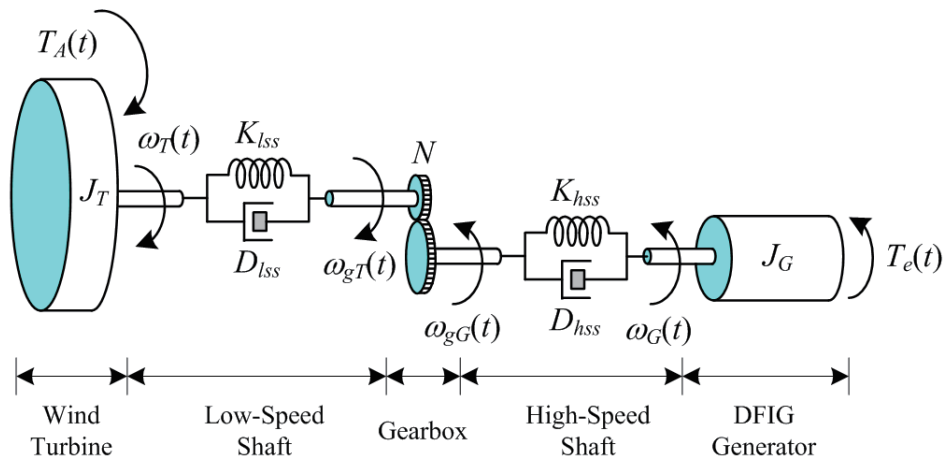 T_A(t)
ω_T(t)
K_lss
N
J_T
K_hss
D_lss
ω_gT(t)
J_G
T_e(t)
ω_gG(t)
D_hss
ω_G(t)
Wind
Turbine
Low-Speed
Shaft
Gearbox
High-Speed
Shaft
DFIG
Generator